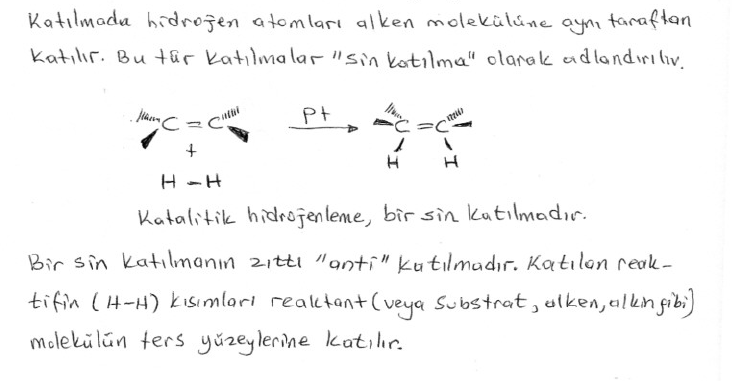 Katılmada hidrojen atomları alken molekülüne aynı taraftan
katılır. Bu tür katılmalar "sin katılma" olarak adlandırılır.
C = C Pt C = C
+ H H
H - H
Katalitik hidrojenleme, bir sin katılmadır.
Bir sin katılmanın zıttı "anti" katılmadır. Katılan reak-
tifin (H-H) kısımları reaktant (veya substrat, alken, alkin gibi)
molekülün ters yüzeylerine katılır.